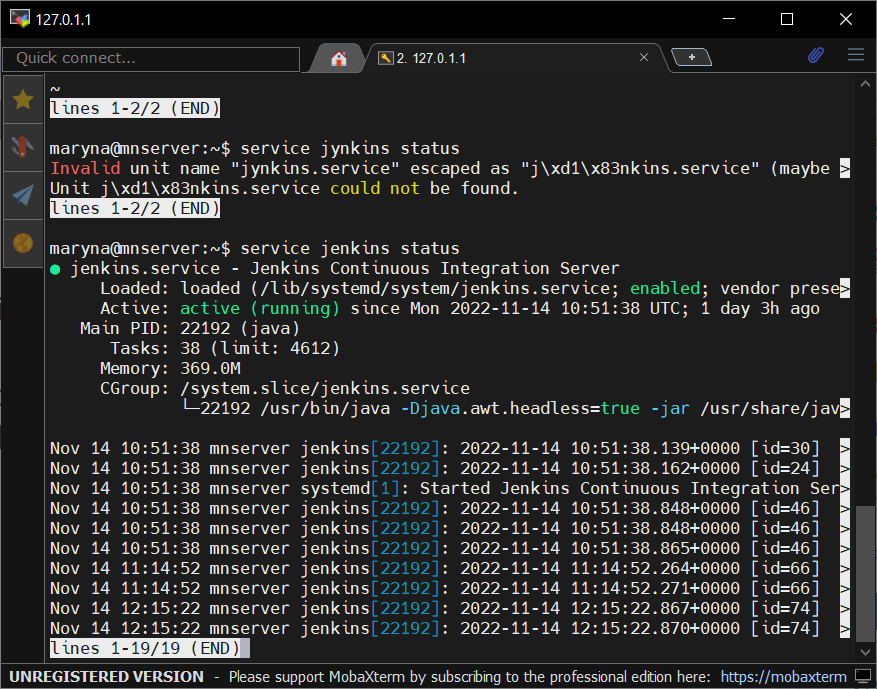 127.0.1.1
Quick connect...
2. 127.0.1.1
~
lines 1-2/2 (END)
maryna@mnserver:~$ service jуnkins status
Invalid unit name "jуnkins.service" escaped as "j\xd1\x83nkins.service" (maybe >
Unit j\xd1\x83nkins.service could not be found.
lines 1-2/2 (END)
maryna@mnserver:~$ service jenkins status
● jenkins.service - Jenkins Continuous Integration Server
Loaded: loaded (/lib/systemd/system/jenkins.service; enabled; vendor prese>
Active: active (running) since Mon 2022-11-14 10:51:38 UTC; 1 day 3h ago
Main PID: 22192 (java)
Tasks: 38 (limit: 4612)
Memory: 369.0M
CGroup: /system.slice/jenkins.service
└─22192 /usr/bin/java -Djava.awt.headless=true -jar /usr/share/jav>
Nov 14 10:51:38 mnserver jenkins[22192]: 2022-11-14 10:51:38.139+0000 [id=30] >
Nov 14 10:51:38 mnserver jenkins[22192]: 2022-11-14 10:51:38.162+0000 [id=24] >
Nov 14 10:51:38 mnserver systemd[1]: Started Jenkins Continuous Integration Ser>
Nov 14 10:51:38 mnserver jenkins[22192]: 2022-11-14 10:51:38.848+0000 [id=46] >
Nov 14 10:51:38 mnserver jenkins[22192]: 2022-11-14 10:51:38.848+0000 [id=46] >
Nov 14 10:51:38 mnserver jenkins[22192]: 2022-11-14 10:51:38.865+0000 [id=46] >
Nov 14 11:14:52 mnserver jenkins[22192]: 2022-11-14 11:14:52.264+0000 [id=66] >
Nov 14 11:14:52 mnserver jenkins[22192]: 2022-11-14 11:14:52.271+0000 [id=66] >
Nov 14 12:15:22 mnserver jenkins[22192]: 2022-11-14 12:15:22.867+0000 [id=74] >
Nov 14 12:15:22 mnserver jenkins[22192]: 2022-11-14 12:15:22.870+0000 [id=74] >
lines 1-19/19 (END)
UNREGISTERED VERSION - Please support MobaXterm by subscribing to the professional edition here: https://mobaxterm